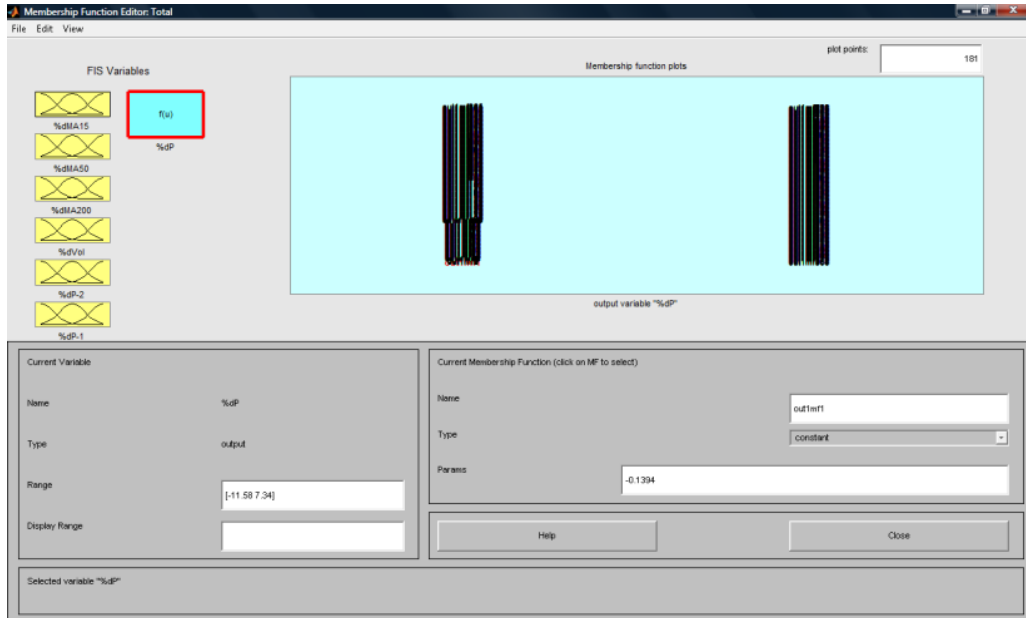 Membership Function Editor: Total
File Edit View
FIS Variables
%dMA15
%dMA50
%dMA200
%dVol
%dP-2
%dP-1
f(u)
%dP
plot points:
181
Membership function plots
output variable "%dP"
Current Variable
Name
%dP
Type
output
Range
[-11.58 7.34]
Display Range
Current Membership Function (click on MF to select)
Name
out1mf1
Type
constant
Params
-0.1394
Help
Close
Selected variable "%dP"